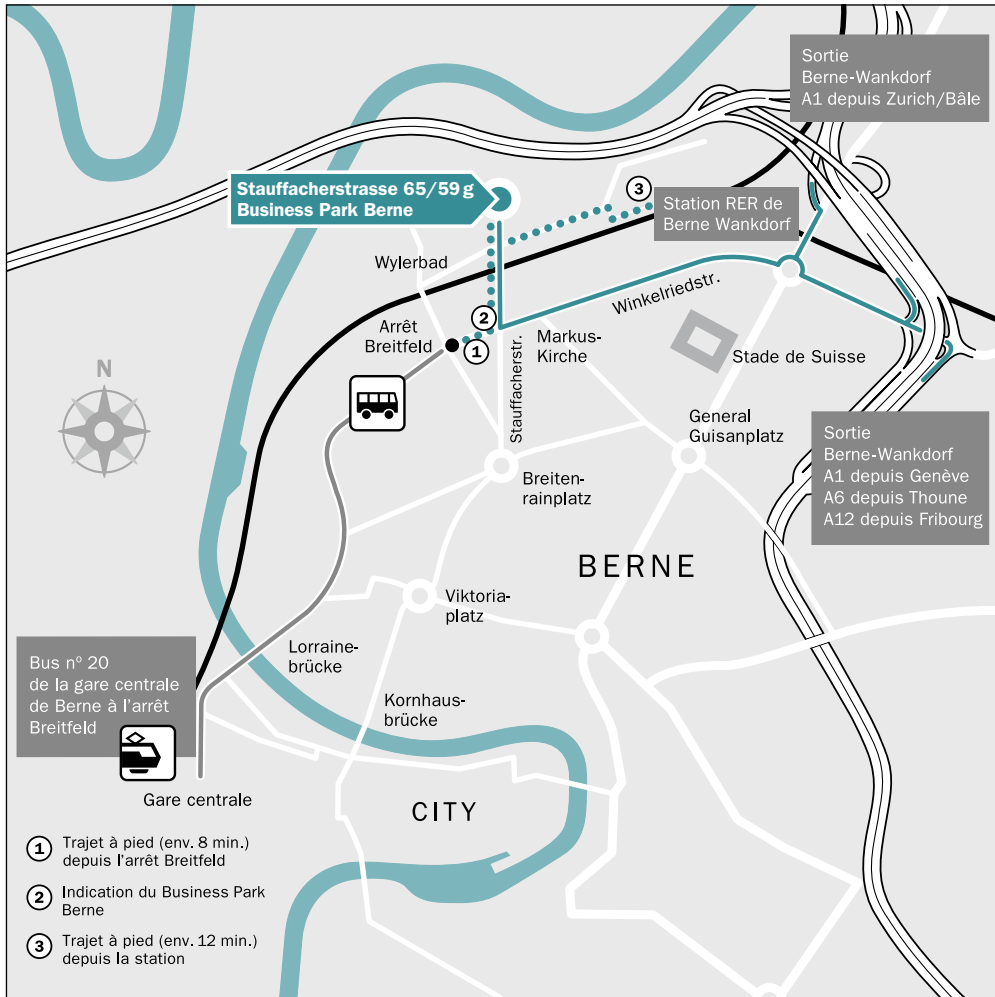 Sortie
Berne-Wankdorf
A1 depuis Zurich/Bâle
Stauffacherstrasse 65/59 g
Business Park Berne
3
Station RER de
Berne Wankdorf
Wylerbad
Winkelriedstr.
2
Arrêt
Breitfeld
1
Markus-
Kirche
Stade de Suisse
N
Stauffacherstr.
General
Guisanplatz
Sortie
Berne-Wankdorf
A1 depuis Genève
A6 depuis Thoune
A12 depuis Fribourg
Breiten-
rainplatz
BERNE
Viktoria-
platz
Lorraine-
brücke
Bus nº 20
de la gare centrale
de Berne à l'arrêt
Breitfeld
Kornhaus-
brücke
Gare centrale
CITY
1 Trajet à pied (env. 8 min.)
depuis l'arrêt Breitfeld
2 Indication du Business Park
Berne
3 Trajet à pied (env. 12 min.)
depuis la station